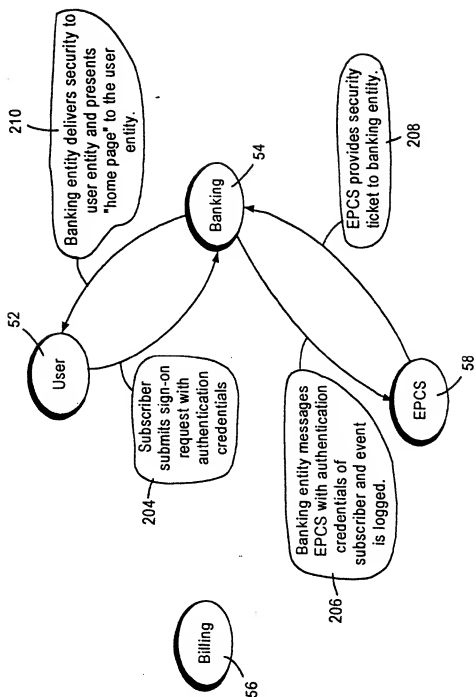 210
Banking entity delivers security to
user entity and presents
"home page" to the user
entity.
52
User
Banking
54
204
Subscriber
submits sign-on
request with
authentication
credentials
206
Banking entity messages
EPCS with authentication
credentials of
subscriber and event
is logged.
EPCS provides security
ticket to banking entity.
208
EPCS
58
Billing
56